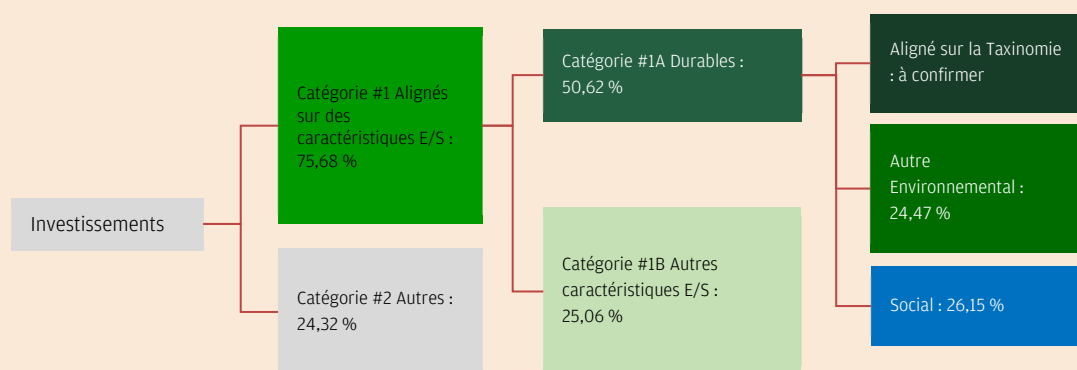 Investissements
Catégorie #1 Alignés
sur des
caractéristiques E/S :
75,68 %
Catégorie #2 Autres :
24,32 %
Catégorie #1A Durables :
50,62 %
Catégorie #1B Autres
caractéristiques E/S :
25,06 %
Aligné sur la Taxinomie
: à confirmer
Autre
Environnemental :
24,47 %
Social : 26,15 %